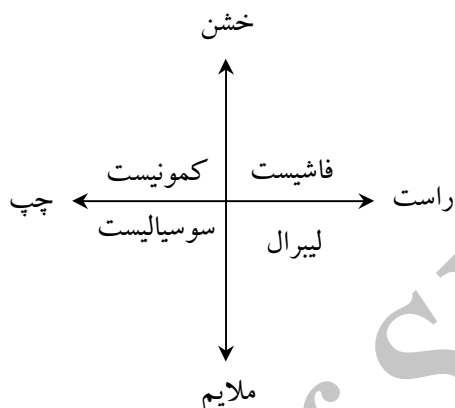 خشن
کمونیست فاشیست
چپ راست
سوسیالیست لیبرال
ملایم